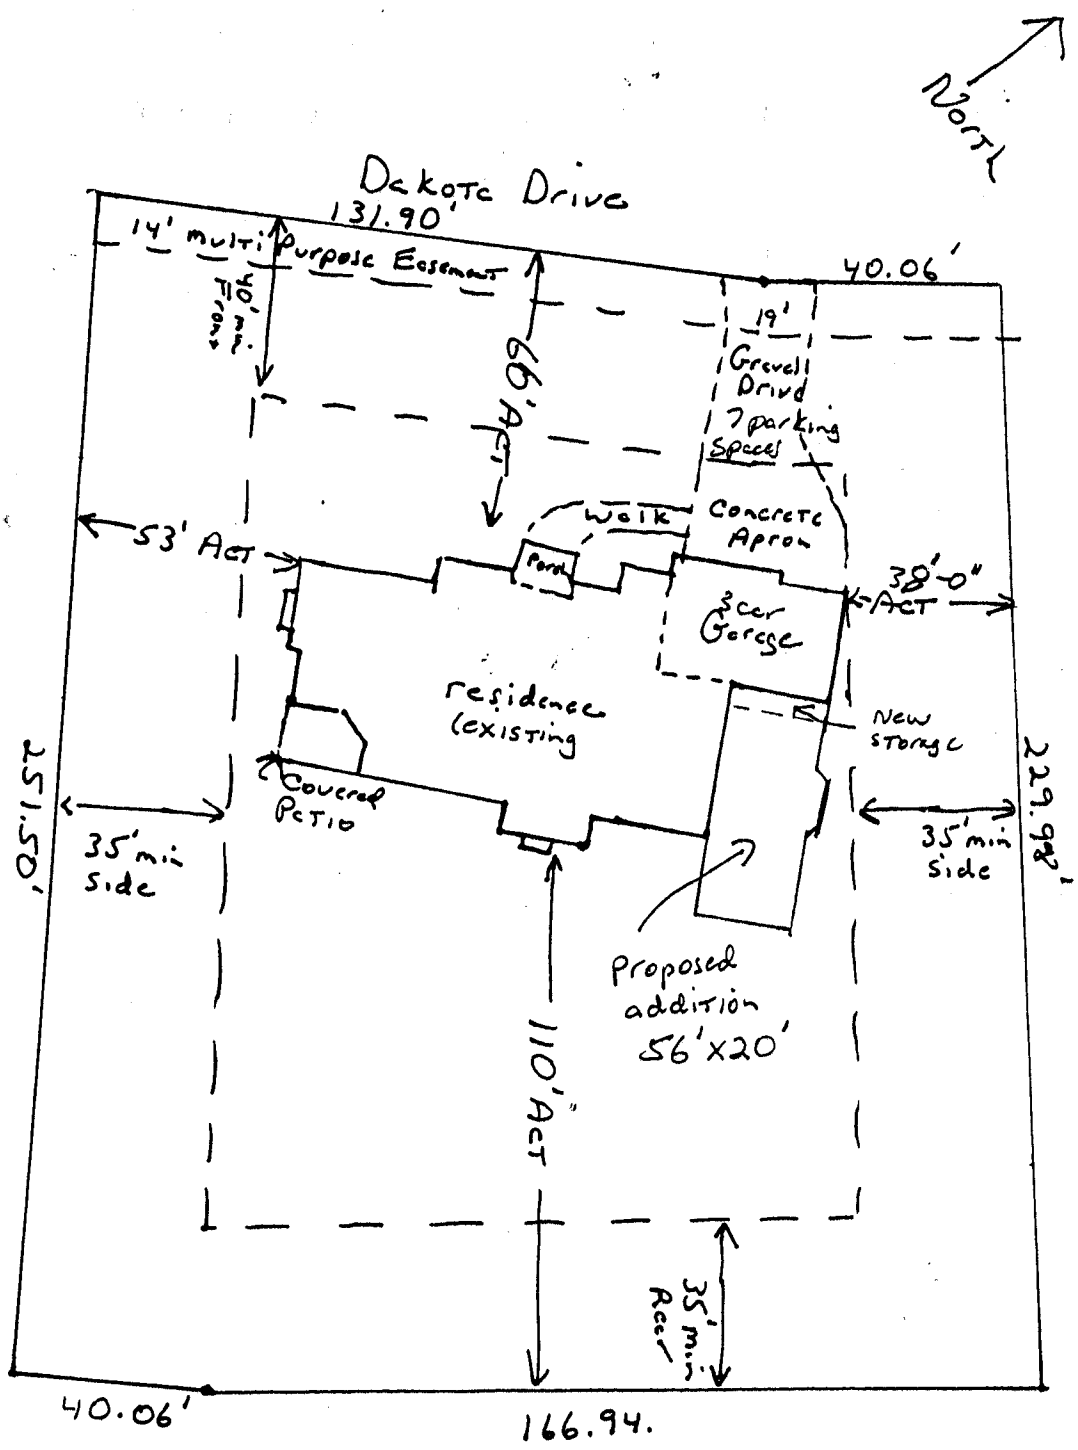 North
Dakota Drive
131.90'
14' multi Purpose Easement
40.06'
40' min
Front
66' ACT
19'
Gravel
Drive
7 parking
Spaces
Walk
Concrete
Apron
53' ACT
Porch
38'-0"
ACT
3 car
Garage
residence
(existing
New
Storage
Covered
Patio
251.50'
229.98'
35' min
side
35' min
Side
Proposed
addition
56'x20'
110' ACT
35' min
Rear
40.06'
166.94.